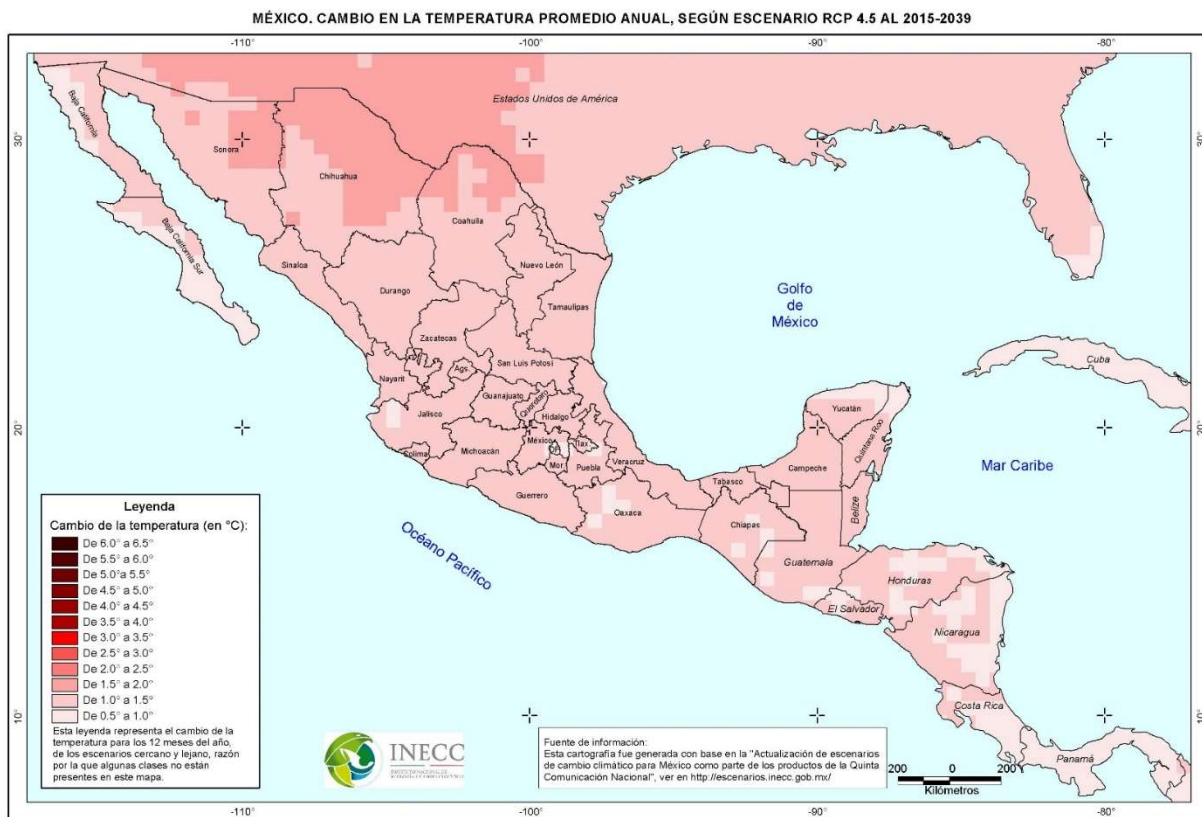 MÉXICO. CAMBIO EN LA TEMPERATURA PROMEDIO ANUAL, SEGÚN ESCENARIO RCP 4.5 AL 2015-2039
-110°
-100°
-90°
-80°
Estados Unidos de América
Baja California
30°
30°
Sonora
Chihuahua
Coahuila
Baja California Sur
Sinaloa
Nuevo León
Durango
Tamaulipas
Golfo
de
México
Zacatecas
San Luis Potosí
Cuba
Nayarit
Ags.
Guanajuato
Querétaro
Hidalgo
Yucatán
Jalisco
20°
20°
Quintana Roo
México
DF
Tlax.
Colima
Michoacán
Mor
Puebla
Veracruz
Campeche
Mar Caribe
Tabasco
Guerrero
Oaxaca
Chiapas
Belize
Océano Pacífico
Guatemala
Honduras
El Salvador
Nicaragua
Costa Rica
Panamá
10°
10°
Leyenda
Cambio de la temperatura (en °C):
De 6.0° a 6.5°
De 5.5° a 6.0°
De 5.0°a 5.5°
De 4.5° a 5.0°
De 4.0° a 4.5°
De 3.5° a 4.0°
De 3.0° a 3.5°
De 2.5° a 3.0°
De 2.0° a 2.5°
De 1.5° a 2.0°
De 1.0° a 1.5°
De 0.5° a 1.0°
Esta leyenda representa el cambio de la
temperatura para los 12 meses del año,
de los escenarios cercano y lejano, razón
por la que algunas clases no están
presentes en este mapa.
INECC
Fuente de información:
Esta cartografía fue generada con base en la "Actualización de escenarios
de cambio climático para México como parte de los productos de la Quinta
Comunicación Nacional", ver en http://escenarios.inecc.gob.mx/
200 0 200
Kilómetros
-110°
-100°
-90°
-80°